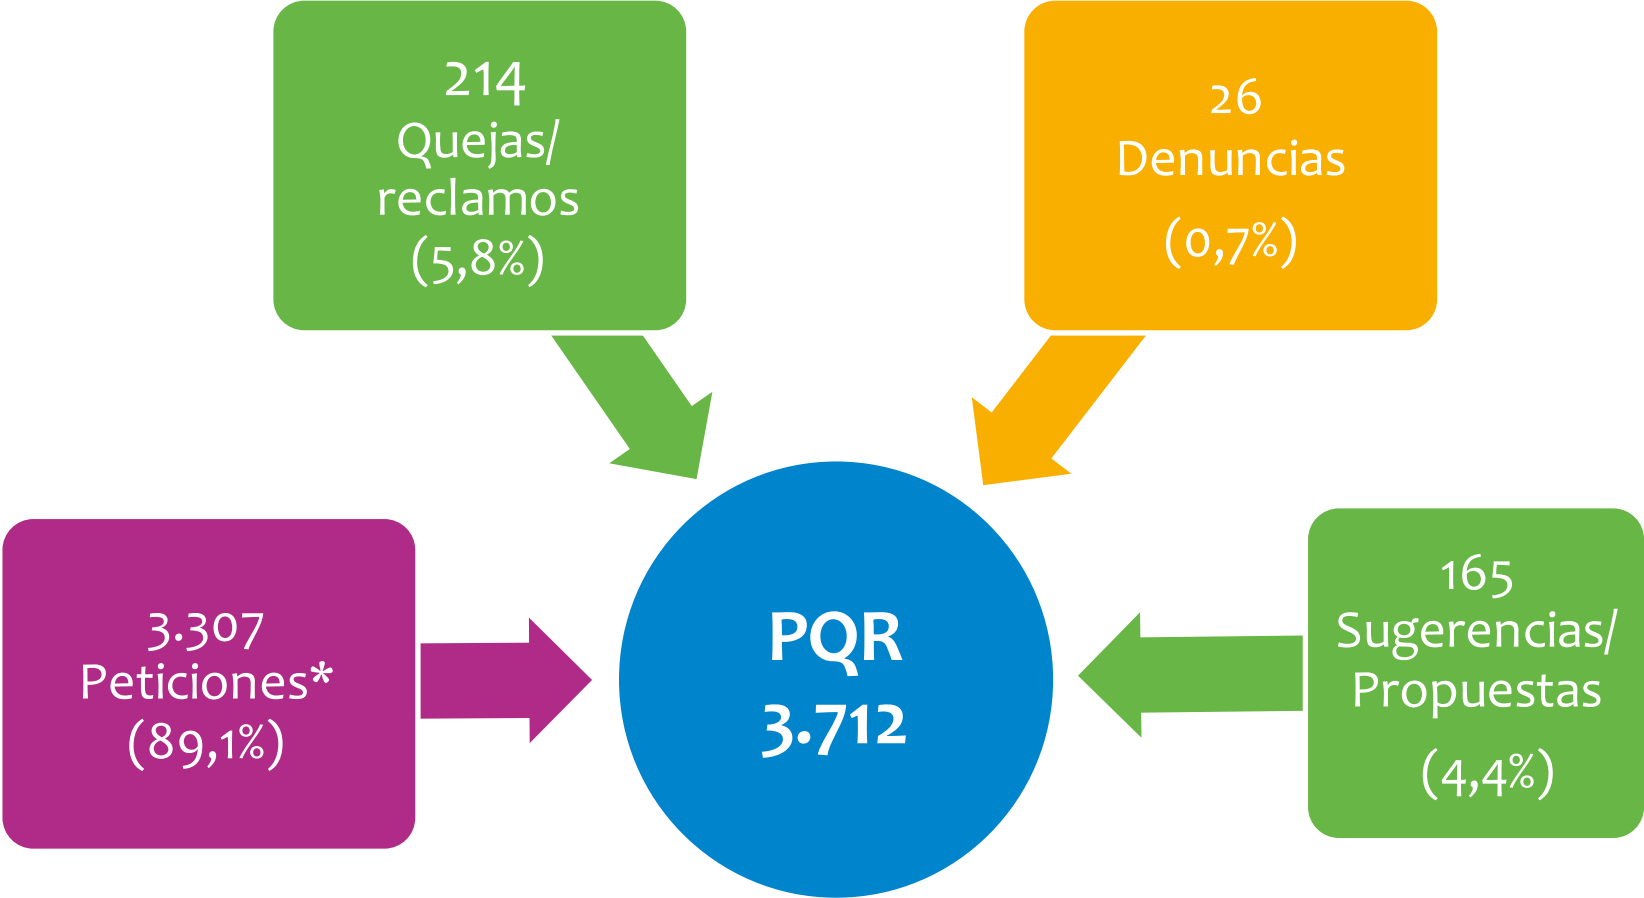 214
Quejas/
reclamos
(5,8%)
26
Denuncias
(0,7%)
3.307
Peticiones*
(89,1%)
PQR
3.712
165
Sugerencias/
Propuestas
(4,4%)